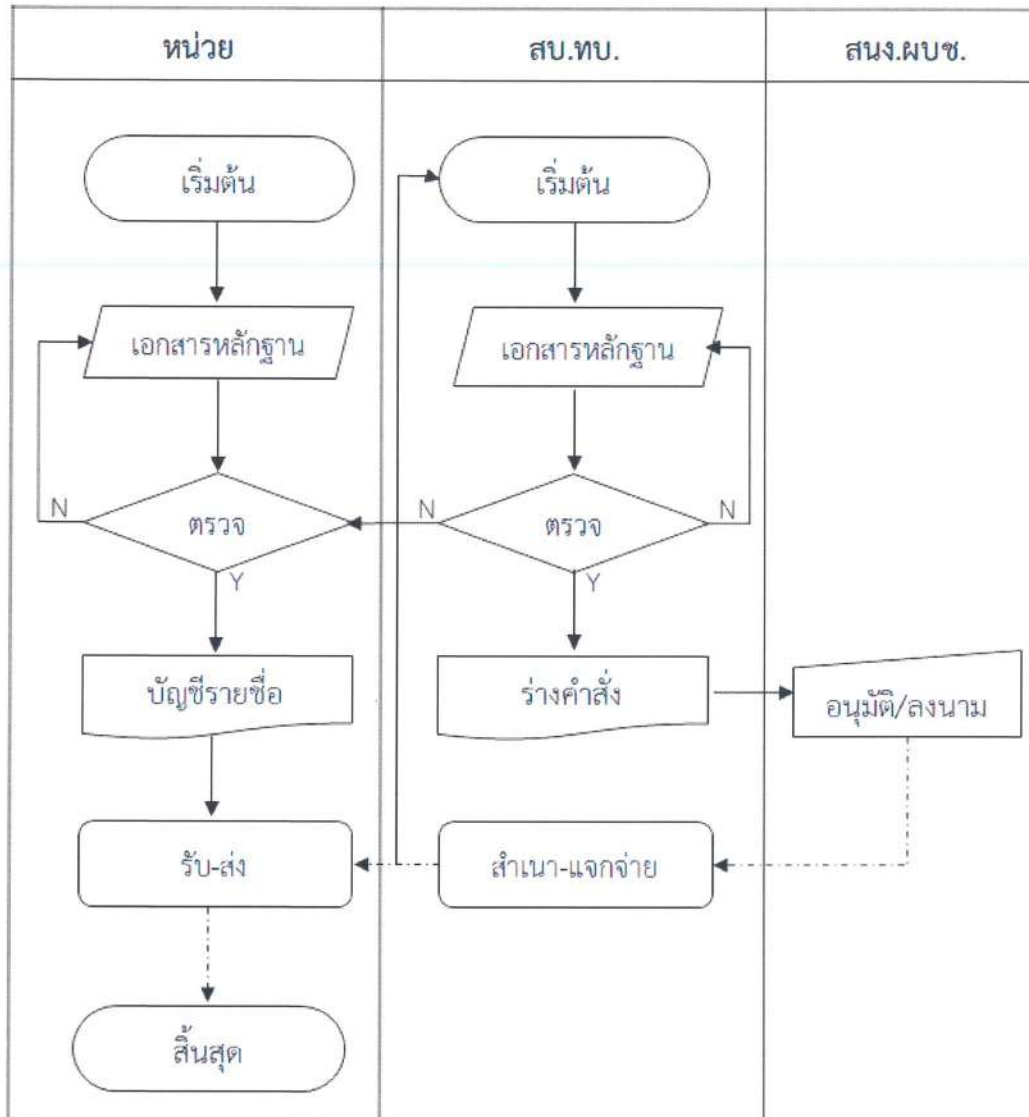 หน่วย
สบ.ทบ.
สนง.ผบช.
เริ่มต้น
เริ่มต้น
เอกสารหลักฐาน
เอกสารหลักฐาน
N
ตรวจ
N
ตรวจ
N
Y
Y
บัญชีรายชื่อ
ร่างคำสั่ง
อนุมัติ/ลงนาม
รับ-ส่ง
สำเนา-แจกจ่าย
สิ้นสุด